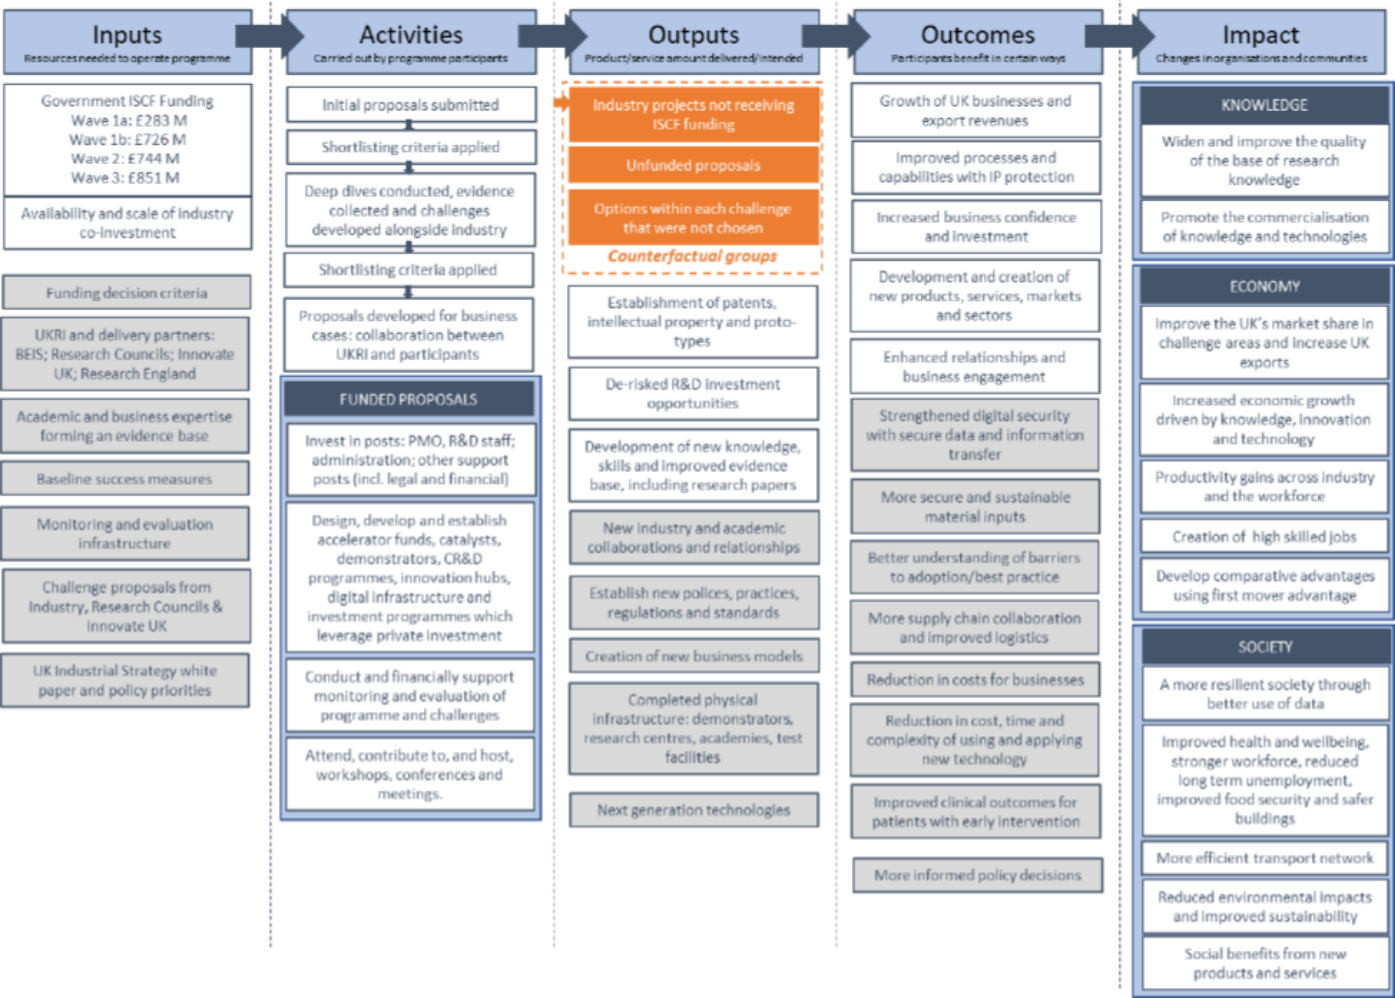 Inputs
Resources needed to operate programme
Government ISCF Funding
Wave 1a: £283 M
Wave 1b: £726 M
Wave 2: £744 M
Wave 3: £851 M
Availability and scale of industry
co-investment
Funding decision criteria
UKRI and delivery partners:
BEIS; Research Councils; Innovate
UK; Research England
Academic and business expertise
forming an evidence base
Baseline success measures
Monitoring and evaluation
infrastructure
Challenge proposals from
Industry, Research Councils &
Innovate UK
UK Industrial Strategy white
paper and policy priorities
Activities
Carried out by programme participants
Initial proposals submitted
Shortlisting criteria applied
Deep dives conducted, evidence
collected and challenges
developed alongside industry
Shortlisting criteria applied
Proposals developed for business
cases: collaboration between
UKRI and participants
FUNDED PROPOSALS
Invest in posts: PMO, R&D staff;
administration; other support
posts (incl. legal and financial)
Design, develop and establish
accelerator funds, catalysts,
demonstrators, CR&D
programmes, innovation hubs,
digital infrastructure and
investment programmes which
leverage private investment
Conduct and financially support
monitoring and evaluation of
programme and challenges
Attend, contribute to, and host,
workshops, conferences and
meetings.
Outputs
Product/service amount delivered/intended
Industry projects not receiving
ISCF funding
Unfunded proposals
Options within each challenge
that were not chosen
Counterfactual groups
Establishment of patents,
intellectual property and proto-
types
De-risked R&D investment
opportunities
Development of new knowledge,
skills and improved evidence
base, including research papers
New industry and academic
collaborations and relationships
Establish new polices, practices,
regulations and standards
Creation of new business models
Completed physical
infrastructure: demonstrators,
research centres, academies, test
facilities
Next generation technologies
Outcomes
Participants benefit in certain ways
Growth of UK businesses and
export revenues
Improved processes and
capabilities with IP protection
Increased business confidence
and investment
Development and creation of
new products, services, markets
and sectors
Enhanced relationships and
business engagement
Strengthened digital security
with secure data and information
transfer
More secure and sustainable
material inputs
Better understanding of barriers
to adoption/best practice
More supply chain collaboration
and improved logistics
Reduction in costs for businesses
Reduction in cost, time and
complexity of using and applying
new technology
Improved clinical outcomes for
patients with early intervention
More informed policy decisions
Impact
Changes in organisations and communities
KNOWLEDGE
Widen and improve the quality
of the base of research
knowledge
Promote the commercialisation
of knowledge and technologies
ECONOMY
Improve the UK's market share in
challenge areas and increase UK
exports
Increased economic growth
driven by knowledge, innovation
and technology
Productivity gains across industry
and the workforce
Creation of high skilled jobs
Develop comparative advantages
using first mover advantage
SOCIETY
A more resilient society through
better use of data
Improved health and wellbeing,
stronger workforce, reduced
long term unemployment,
improved food security and safer
buildings
More efficient transport network
Reduced environmental impacts
and improved sustainability
Social benefits from new
products and services